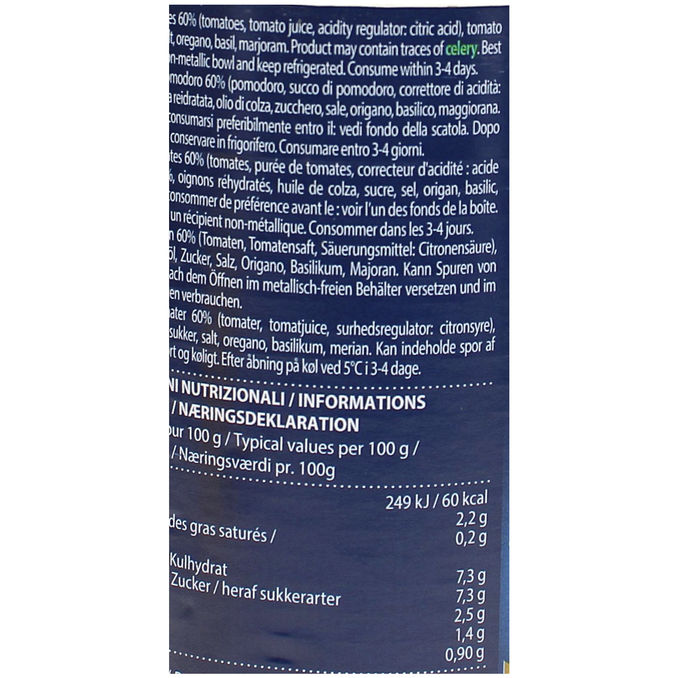 es 60% (tomatoes, tomato juice, acidity regulator: citric acid), tomato
t, oregano, basil, marjoram. Product may contain traces of celery. Best
n-metallic bowl and keep refrigerated. Consume within 3-4 days.
modoro 60% (pomodoro, succo di pomodoro, correttore di acidità:
a reidratata, olio di colza, zucchero, sale, origano, basilico, maggiorana.
consumarsi preferibilmente entro il: vedi fondo della scatola. Dopo
conservare in frigorifero. Consumare entro 3-4 giorni.
tes 60% (tomates, purée de tomates, correcteur d'acidité : acide
%, oignons réhydratés, huile de colza, sucre, sel, origan, basilic,
onsommer de préférence avant le : voir l'un des fonds de la boite.
un récipient non-métallique. Consommer dans les 3-4 jours.
n 60% (Tomaten, Tomatensaft, Säuerungsmittel: Citronensäure),
öl, Zucker, Salz, Origano, Basilikum, Majoran. Kann Spuren von
ach dem Öffnen im metallisch-freien Behälter versetzen und im
en verbrauchen.
ater 60% (tomater, tomatjuice, surhedsregulator: citronsyre),
sukker, salt, oregano, basilikum, merian. Kan indeholde spor af
rt og køligt. Efter åbning på køl ved 5°C i 3-4 dage.
NI NUTRIZIONALI / INFORMATIONS
/ NÆRINGSDEKLARATION
our 100 g / Typical values per 100 g /
/ Næringsværdi pr. 100g
249 kJ / 60 kcal
2,2 g
des gras saturés /
0,2 g
Kulhydrat
7,3 g
Zucker / heraf sukkerarter
7,3 g
2,5 g
1,4 g
0,90 g